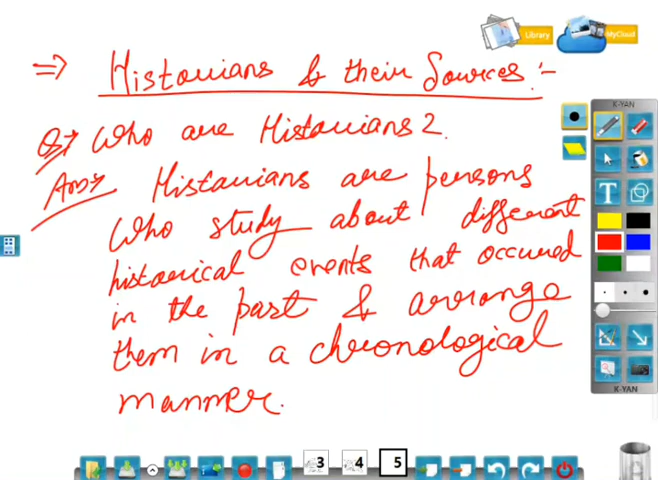 Library
MyCloud
⇒ Historians & their Sources:-
Q:→ Who are Historians?
Ans:→ Historians are persons
who study about different
historical events that occured
in the past & arrange
them in a chronological
manner.
K-YAN
T
K-YAN
3 4 5